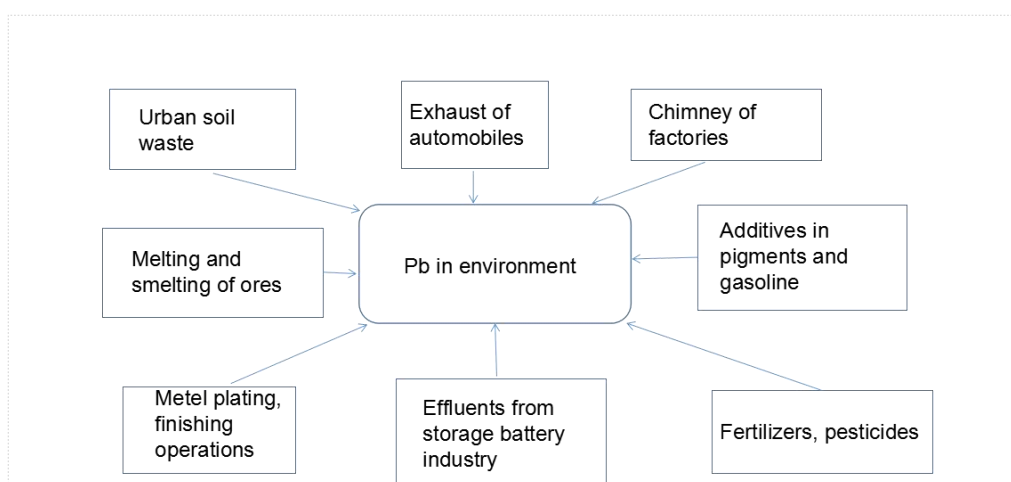 Urban soil
waste
Exhaust of
automobiles
Chimney of
factories
Melting and
smelting of ores
Pb in environment
Additives in
pigments and
gasoline
Metel plating,
finishing
operations
Effluents from
storage battery
industry
Fertilizers, pesticides